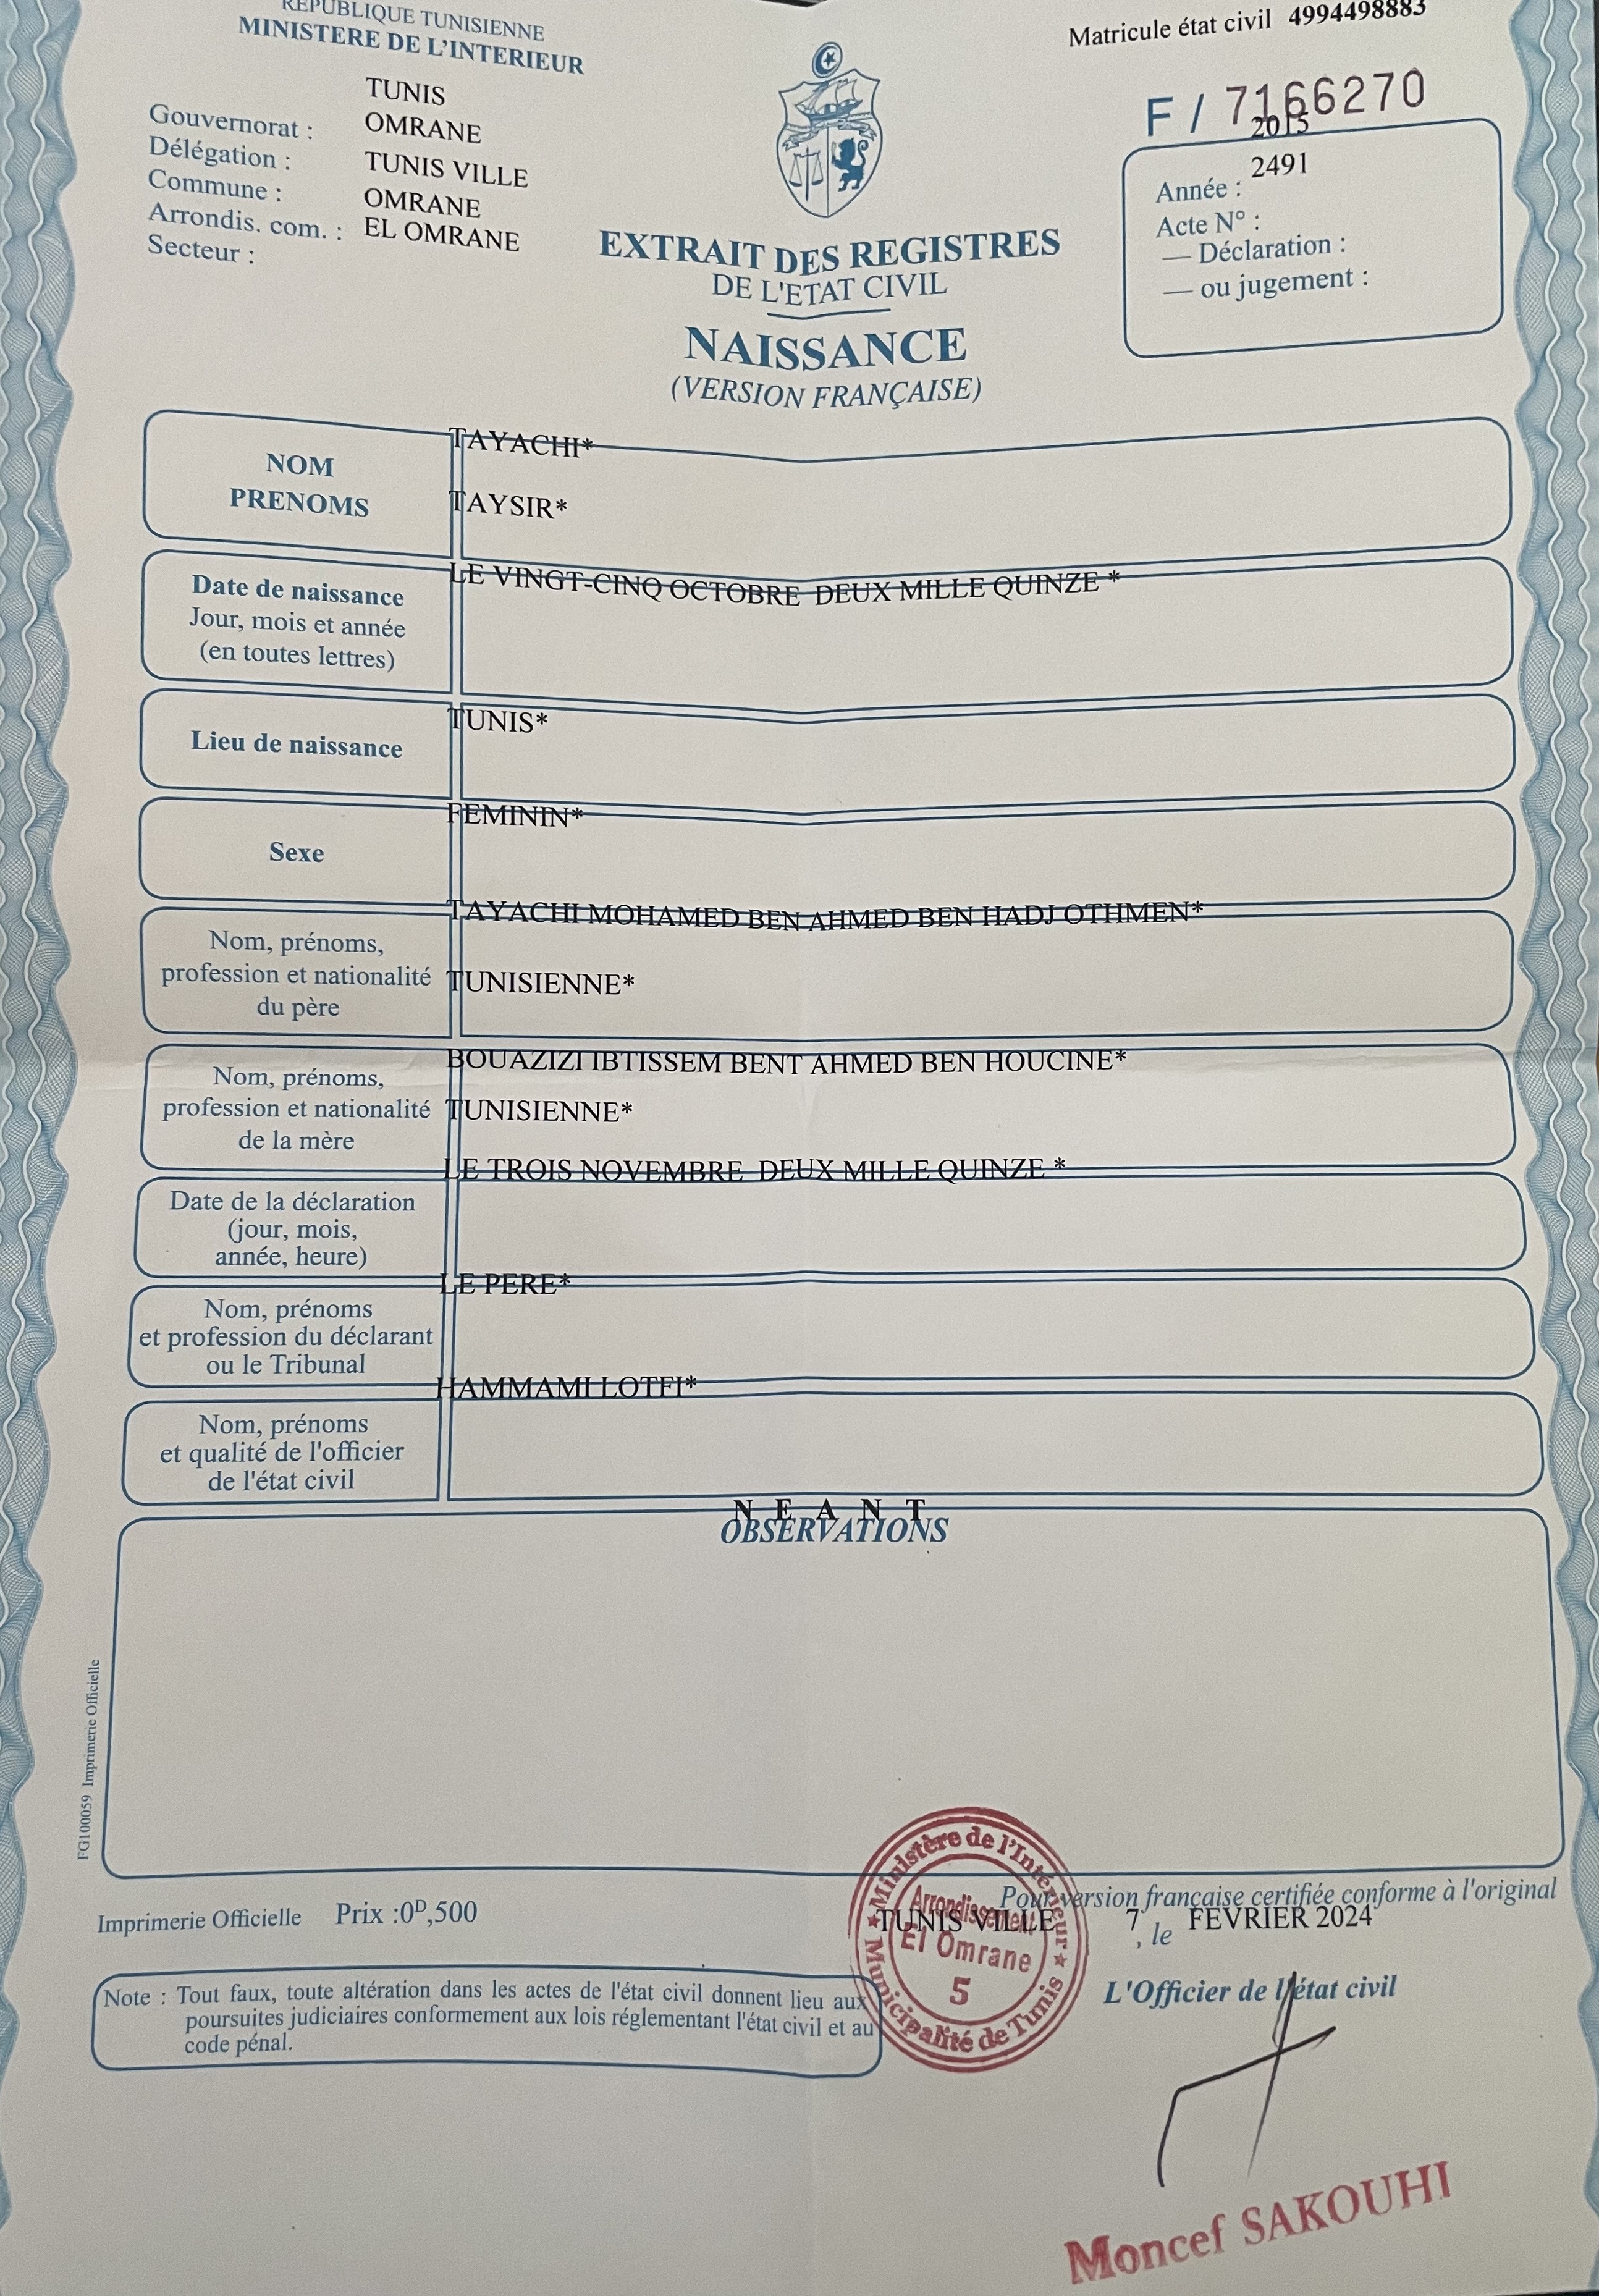 REPUBLIQUE TUNISIENNE
MINISTERE DE L'INTERIEUR
Matricule état civil 4994498883
F / 7166270
Gouvernorat : TUNIS
Délégation : OMRANE
Commune : TUNIS VILLE
Arrondis. com. : OMRANE
Secteur : EL OMRANE
2015
2491
Année :
Acte N° :
— Déclaration :
— ou jugement :
EXTRAIT DES REGISTRES
DE L'ETAT CIVIL
NAISSANCE
(VERSION FRANÇAISE)
NOM
PRENOMS
TAYACHI*
TAYSIR*
Date de naissance
Jour, mois et année
(en toutes lettres)
LE VINGT-CINQ OCTOBRE DEUX MILLE QUINZE *
Lieu de naissance
TUNIS*
Sexe
FEMININ*
Nom, prénoms,
profession et nationalité
du père
TAYACHI MOHAMED BEN AHMED BEN HADJ OTHMEN*
TUNISIENNE*
Nom, prénoms,
profession et nationalité
de la mère
BOUAZIZI IBTISSEM BENT AHMED BEN HOUCINE*
TUNISIENNE*
Date de la déclaration
(jour, mois,
année, heure)
LE TROIS NOVEMBRE DEUX MILLE QUINZE *
Nom, prénoms
et profession du déclarant
ou le Tribunal
LE PERE*
Nom, prénoms
et qualité de l'officier
de l'état civil
HAMMAMI LOTFI*
N E A N T
OBSERVATIONS
FG100059 Imprimerie Officielle
Imprimerie Officielle Prix :0D,500
Pour version française certifiée conforme à l'original
TUNIS VILLE 7 , le FEVRIER 2024
L'Officier de l'état civil
Ministère de l'Intérieur
Arrondissement
El Omrane
5
Municipalité de Tunis
Note : Tout faux, toute altération dans les actes de l'état civil donnent lieu aux
poursuites judiciaires conformement aux lois réglementant l'état civil et au
code pénal.
Moncef SAKOUHI